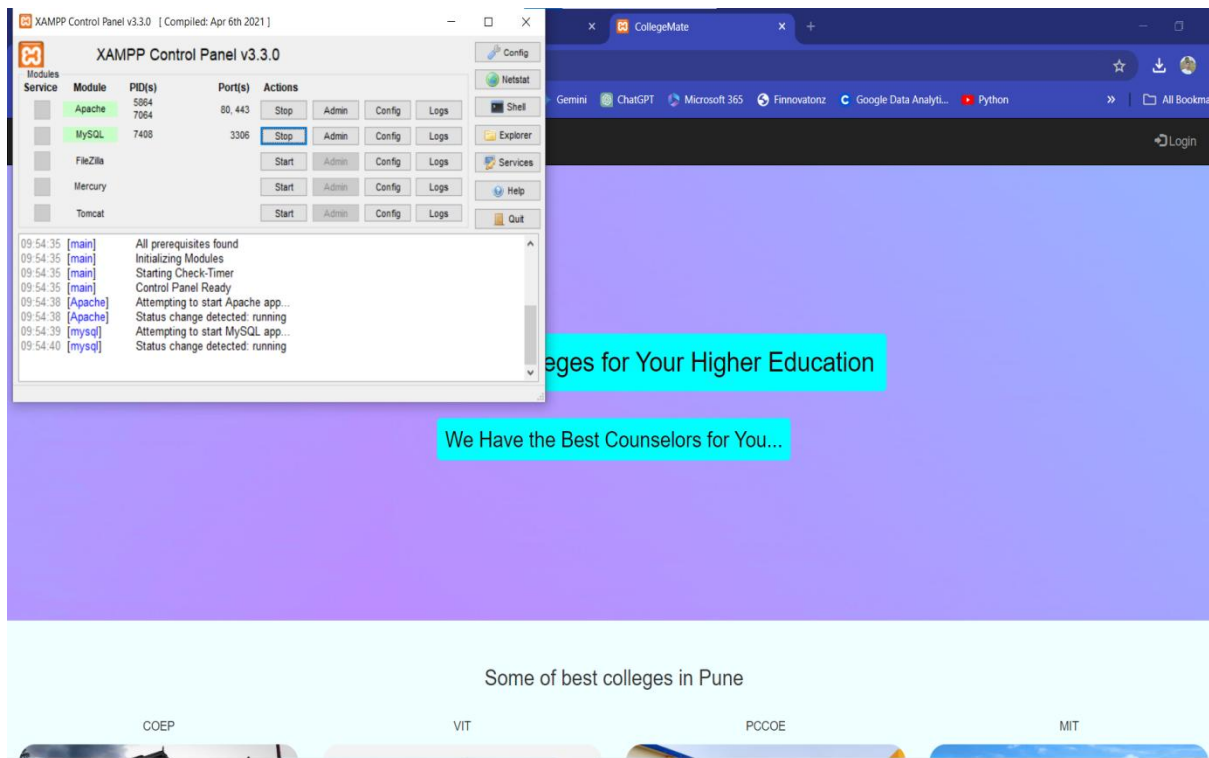 XAMPP Control Panel v3.3.0 [ Compiled: Apr 6th 2021 ]
XAMPP Control Panel v3.3.0
Config
Netstat
Shell
Explorer
Services
Help
Quit
Modules
Service Module PID(s) Port(s) Actions
Apache 5864 7064 80, 443 Stop Admin Config Logs
MySQL 7408 3306 Stop Admin Config Logs
FileZilla Start Admin Config Logs
Mercury Start Admin Config Logs
Tomcat Start Admin Config Logs
09:54:35 [main] All prerequisites found
09:54:35 [main] Initializing Modules
09:54:35 [main] Starting Check-Timer
09:54:35 [main] Control Panel Ready
09:54:38 [Apache] Attempting to start Apache app...
09:54:38 [Apache] Status change detected: running
09:54:39 [mysql] Attempting to start MySQL app...
09:54:40 [mysql] Status change detected: running
CollegeMate
Gemini ChatGPT Microsoft 365 Finnovatonz Google Data Analyti... Python » All Bookma
Login
eges for Your Higher Education
We Have the Best Counselors for You...
Some of best colleges in Pune
COEP VIT PCCOE MIT